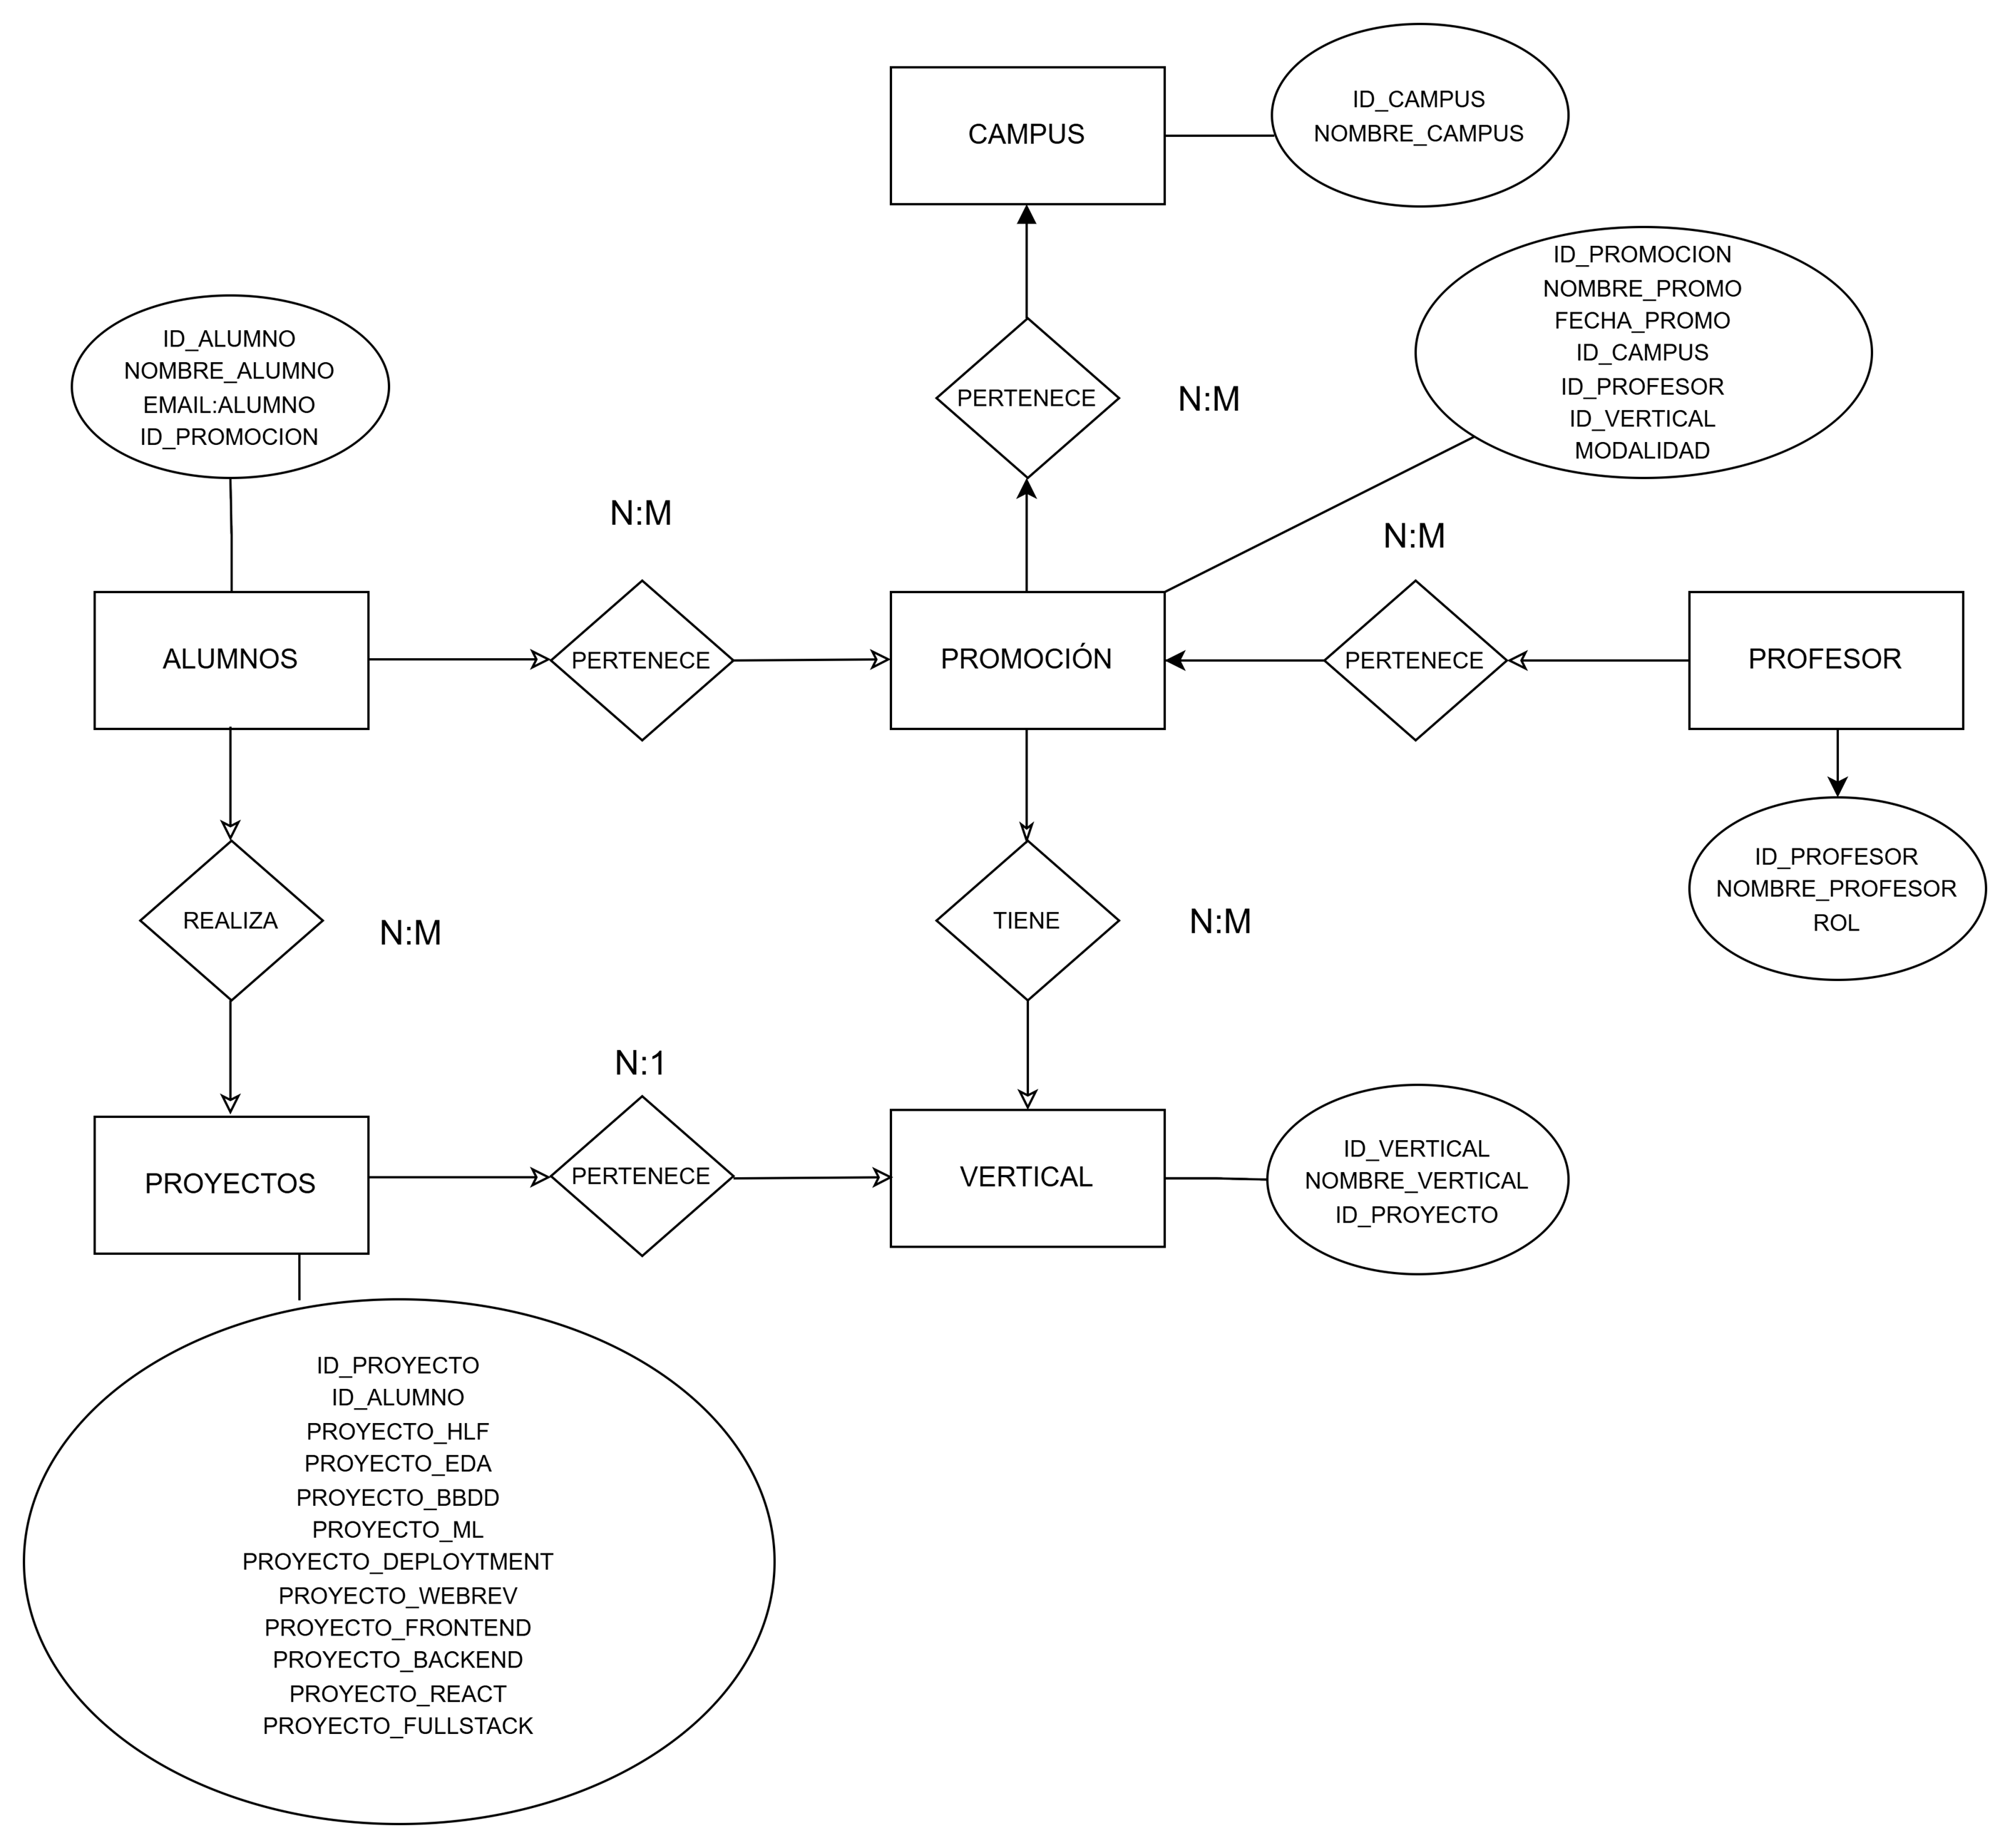 CAMPUS
ID_CAMPUS
NOMBRE_CAMPUS
ID_PROMOCION
NOMBRE_PROMO
FECHA_PROMO
ID_CAMPUS
ID_PROFESOR
ID_VERTICAL
MODALIDAD
ID_ALUMNO
NOMBRE_ALUMNO
EMAIL:ALUMNO
ID_PROMOCION
PERTENECE
N:M
N:M
N:M
ALUMNOS
PERTENECE
PROMOCIÓN
PERTENECE
PROFESOR
ID_PROFESOR
NOMBRE_PROFESOR
ROL
REALIZA
N:M
TIENE
N:M
N:1
PROYECTOS
PERTENECE
VERTICAL
ID_VERTICAL
NOMBRE_VERTICAL
ID_PROYECTO
ID_PROYECTO
ID_ALUMNO
PROYECTO_HLF
PROYECTO_EDA
PROYECTO_BBDD
PROYECTO_ML
PROYECTO_DEPLOYTMENT
PROYECTO_WEBREV
PROYECTO_FRONTEND
PROYECTO_BACKEND
PROYECTO_REACT
PROYECTO_FULLSTACK